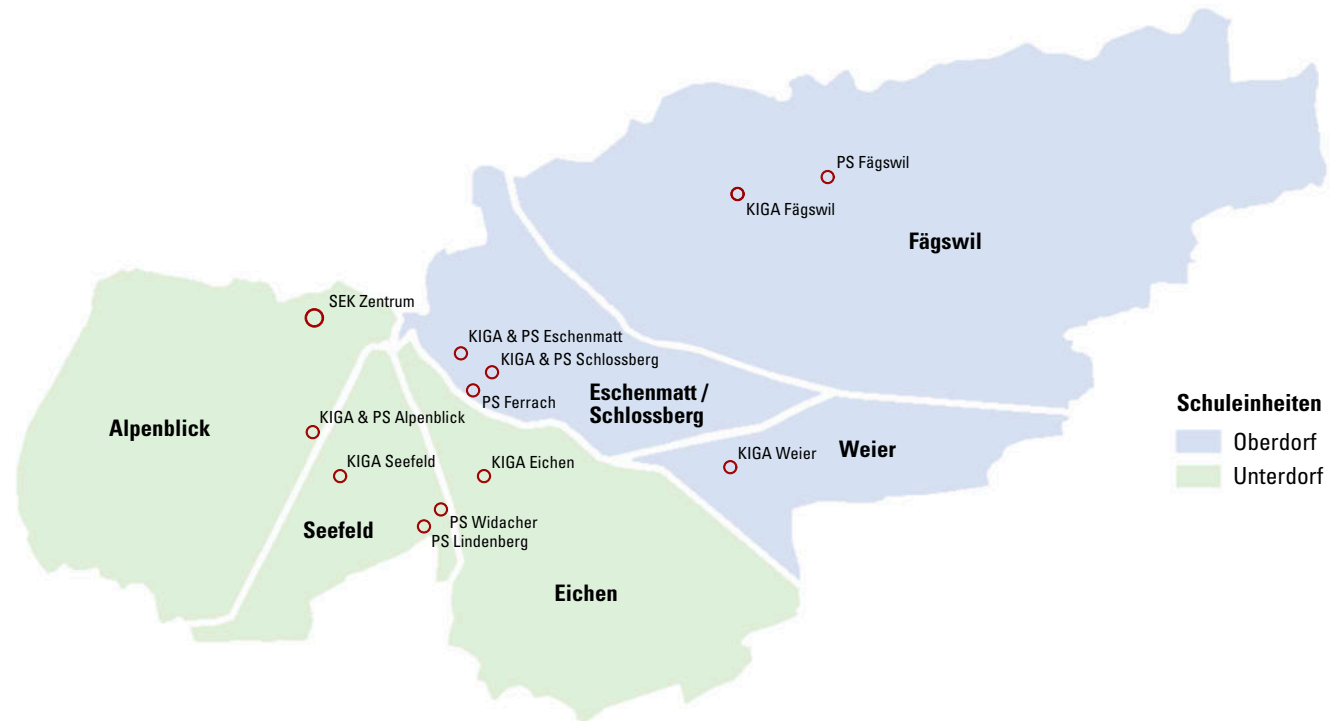 PS Fägswil
KIGA Fägswil
Fägswil
SEK Zentrum
KIGA & PS Eschenmatt
KIGA & PS Schlossberg
PS Ferrach
Eschenmatt /
Schlossberg
Alpenblick
KIGA & PS Alpenblick
KIGA Seefeld
KIGA Eichen
KIGA Weier
Weier
PS Widacher
PS Lindenberg
Seefeld
Eichen
Schuleinheiten
Oberdorf
Unterdorf